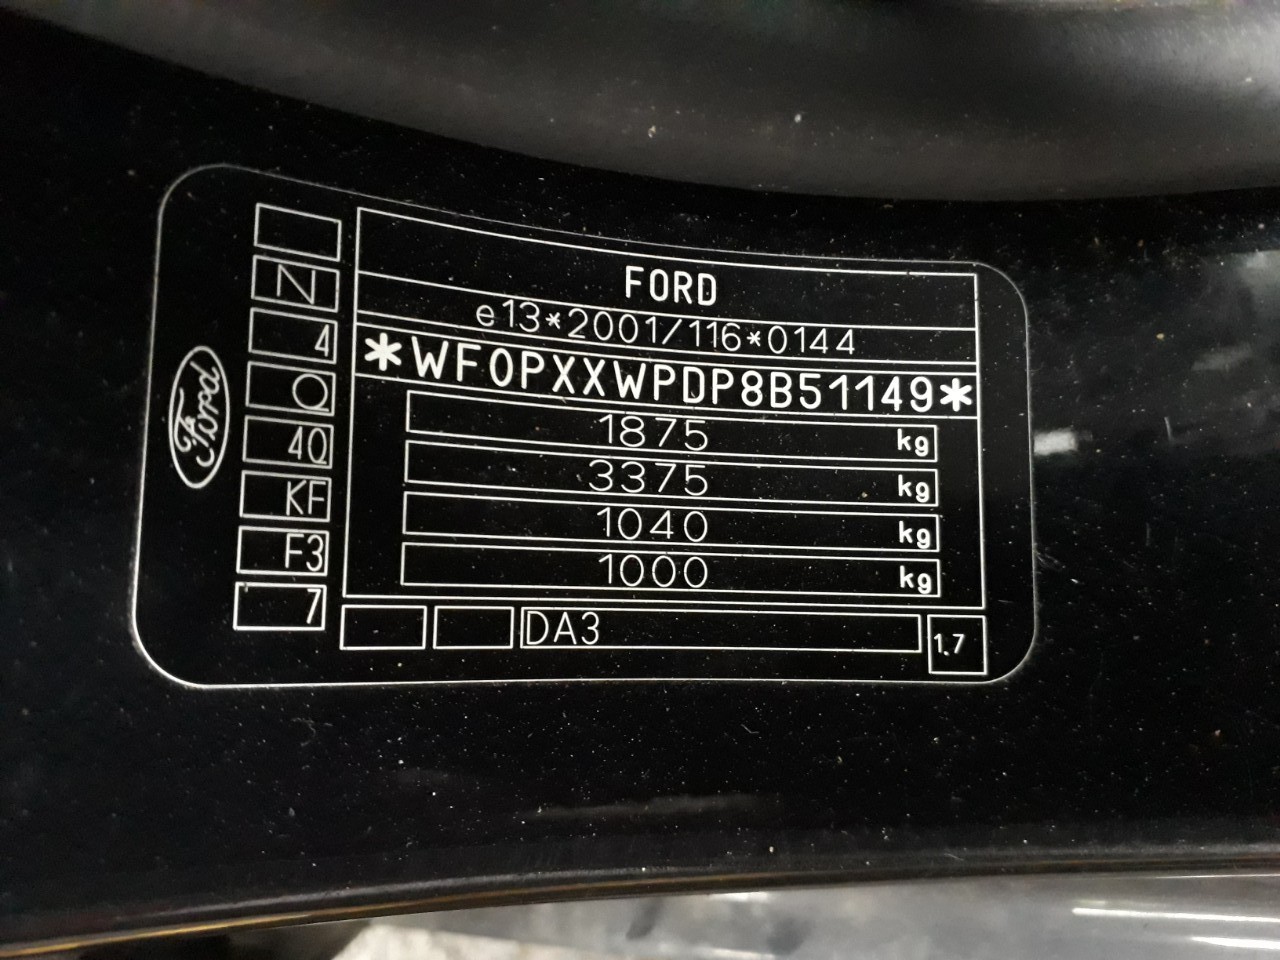 FORD
e13*2001/116*0144
*WF0PXXWPDP8B51149*
1875 kg
3375 kg
1040 kg
1000 kg
N
4
O
4Q
KF
F3
7
Ford
DA3
1.7